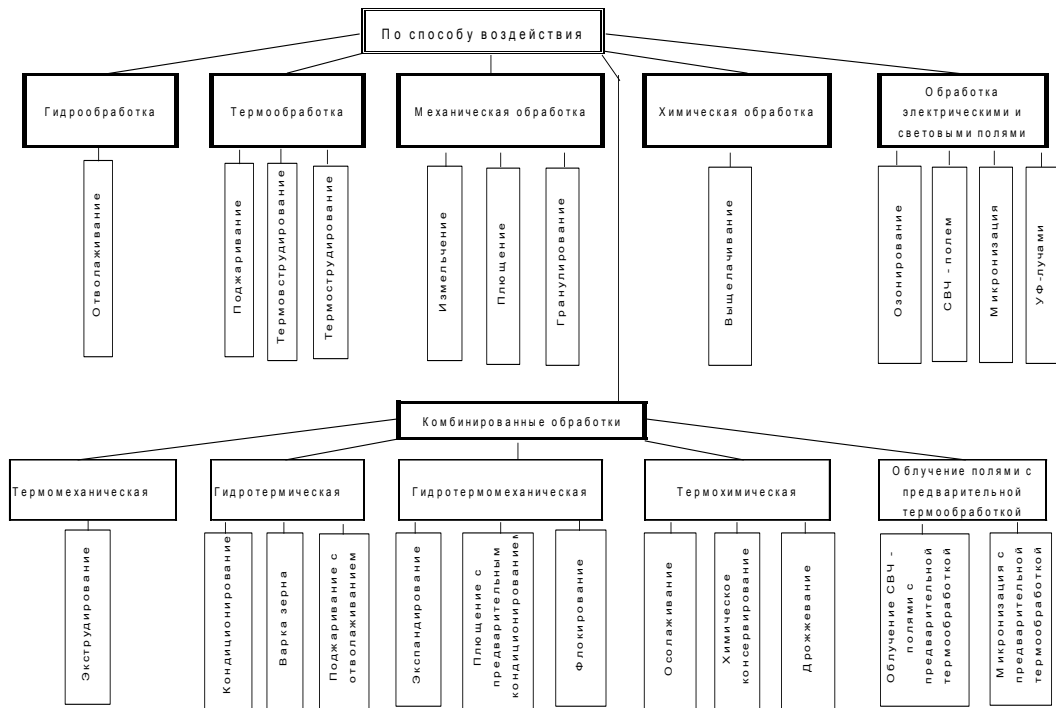 По способу воздействия
Гидрообработка
Термообработка
Механическая обработка
Химическая обработка
Обработка
электрическими и
световыми полями
Отволаживание
Поджаривание
Термовструдирование
Термострудирование
Измельчение
Плющение
Гранулирование
Выщелачивание
Озонирование
СВЧ - полем
Микронизация
УФ-лучами
Комбинированные обработки
Термомеханическая
Гидротермическая
Гидротермомеханическая
Термохимическая
Облучение полями с
предварительной
термообработкой
Экструдирование
Кондиционирование
Варка зерна
Поджаривание с
отволаживанием
Экспандирование
Плющение с
предварительным
кондиционированием
Флокирование
Осолаживание
Химическое
консервирование
Дрожжевание
Облучение СВЧ -
полями с
предварительной
термообработкой
Микронизация с
предварительной
термообработкой